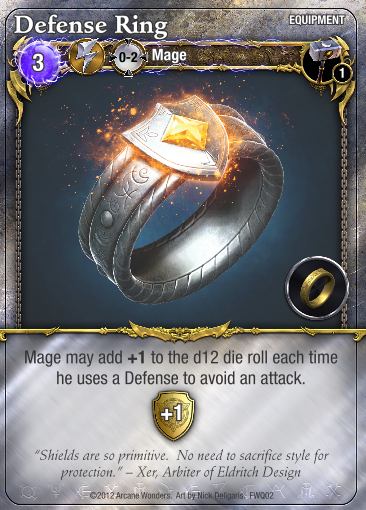 Defense Ring
EQUIPMENT
3
0-2
Mage
1
Mage may add +1 to the d12 die roll each time
he uses a Defense to avoid an attack.
+1
“Shields are so primitive.  No need to sacrifice style for
protection.” – Xer, Arbiter of Eldritch Design
©2012 Arcane Wonders.  Art by Nick Deligaris.  FWQ02